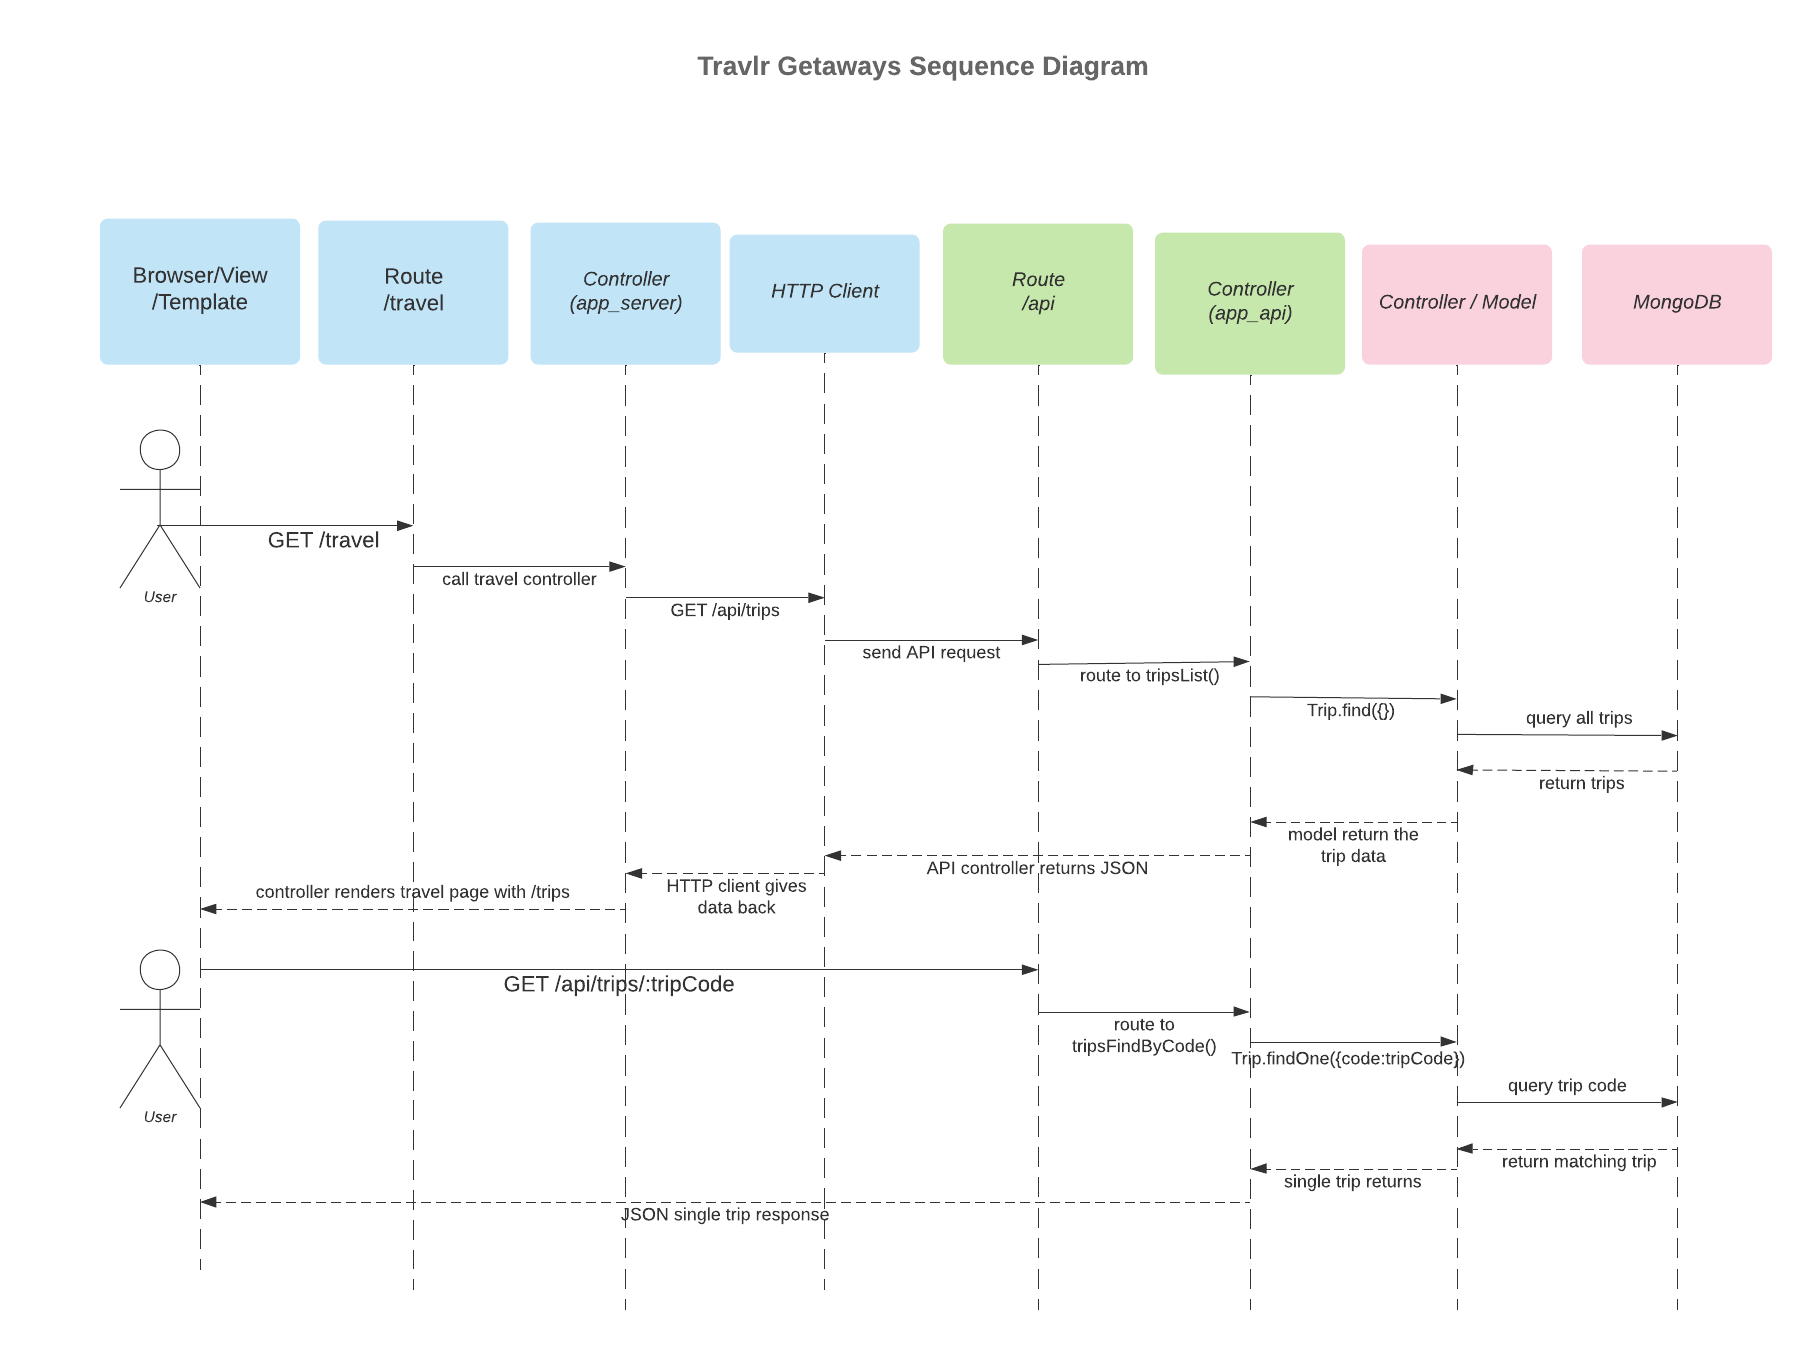 Travlr Getaways Sequence Diagram
Browser/View
/Template
Route
/travel
Controller
(app_server)
HTTP Client
Route
/api
Controller
(app_api)
Controller / Model
MongoDB
GET /travel
User
call travel controller
GET /api/trips
send API request
route to tripsList()
Trip.find({})
query all trips
return trips
model return the
trip data
API controller returns JSON
HTTP client gives
data back
controller renders travel page with /trips
GET /api/trips/:tripCode
User
route to
tripsFindByCode()
Trip.findOne({code:tripCode})
query trip code
return matching trip
single trip returns
JSON single trip response